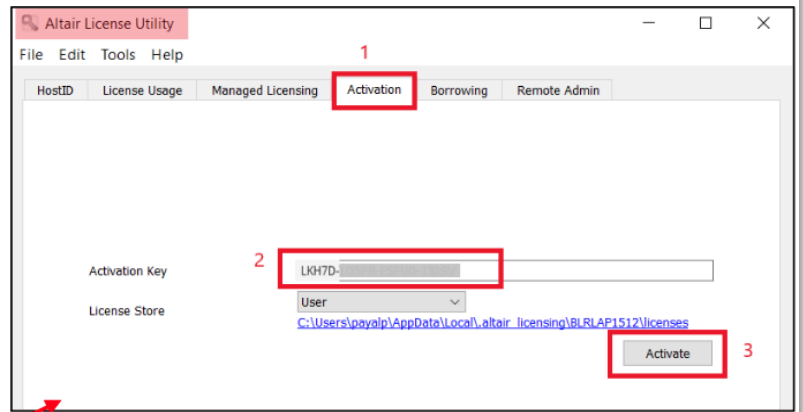 Altair License Utility
File Edit Tools Help
1
HostID License Usage Managed Licensing Activation Borrowing Remote Admin
2
Activation Key LKH7D-
License Store User
C:\Users\payalp\AppData\Local\.altair_licensing\BLRLAP1512\licenses
Activate 3